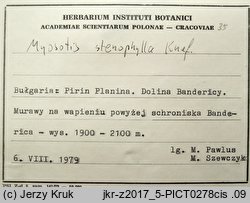 HERBARIUM INSTITUTI BOTANICI
ACADEMIAE SCIENTIARUM POLONAE - CRACOVIAE 35
Myosotis stenophylla Knaf.
Bułgaria: Pirin Planina. Dolina Bandericy.
Murawy na wapieniu powyżej schroniska Bande-
rica - wys. 1900 - 2100 m.
lg. M. Pawlus
6. VIII. 1979 M. Szewczyk
(c) Jerzy Kruk jkr-z2017_5-PICT0278cis .09